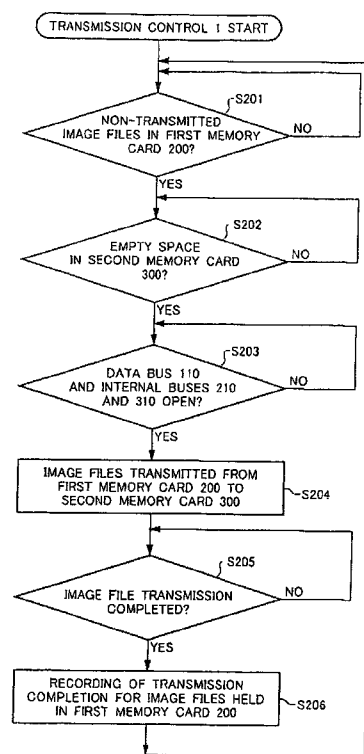 TRANSMISSION CONTROL I START
S201
NON-TRANSMITTED
IMAGE FILES IN FIRST MEMORY
CARD 200?
NO
YES
S202
EMPTY SPACE
IN SECOND MEMORY CARD
300?
NO
YES
S203
DATA BUS 110
AND INTERNAL BUSES 210
AND 310 OPEN?
NO
YES
IMAGE FILES TRANSMITTED FROM
FIRST MEMORY CARD 200 TO
SECOND MEMORY CARD 300
S204
S205
IMAGE FILE TRANSMISSION
COMPLETED?
NO
YES
RECORDING OF TRANSMISSION
COMPLETION FOR IMAGE FILES HELD
IN FIRST MEMORY CARD 200
S206